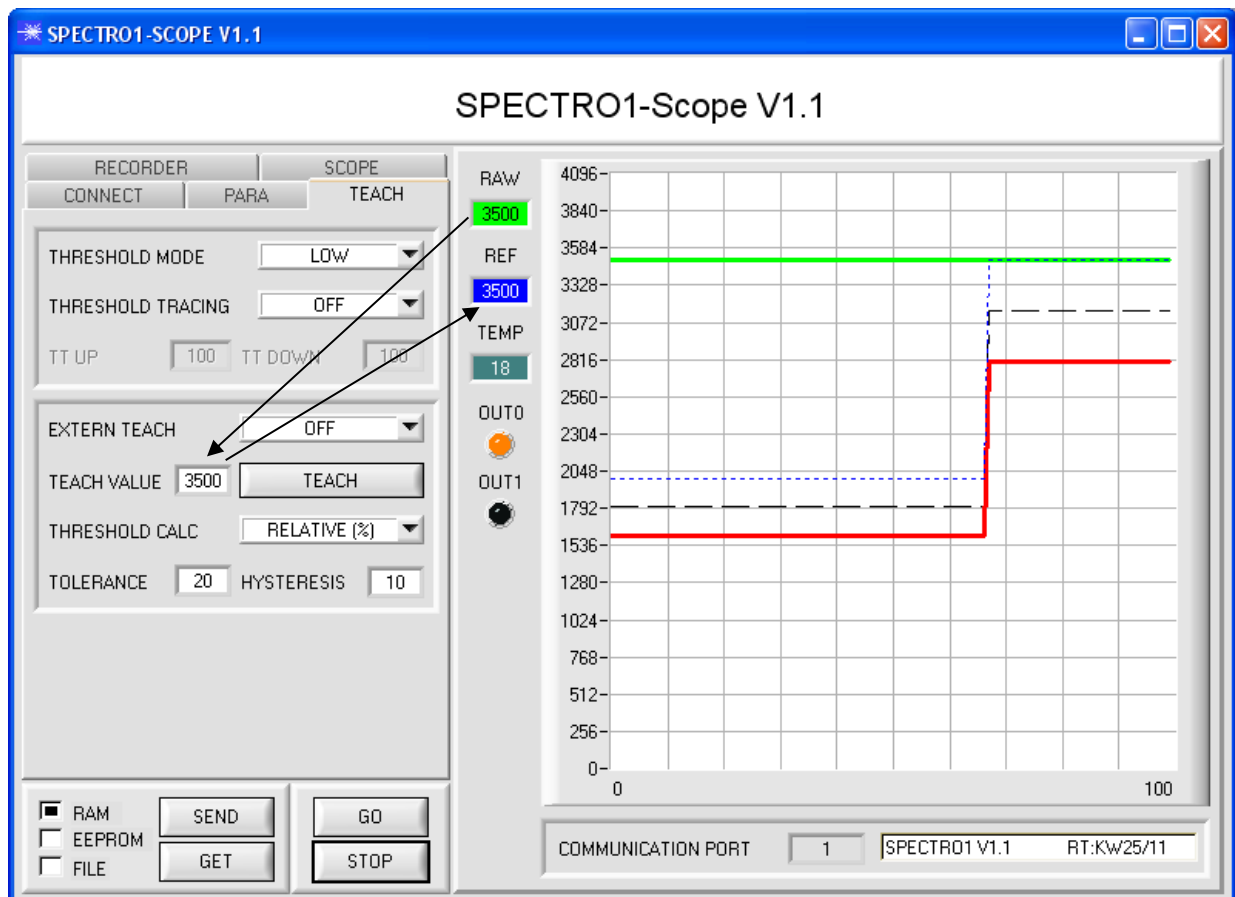 SPECTRO1-SCOPE V1.1
SPECTRO1-Scope V1.1
RECORDER SCOPE
CONNECT PARA TEACH
THRESHOLD MODE LOW
THRESHOLD TRACING OFF
TT UP 100 TT DOWN 100
EXTERN TEACH OFF
TEACH VALUE 3500 TEACH
THRESHOLD CALC RELATIVE (%)
TOLERANCE 20 HYSTERESIS 10
RAM
EEPROM
FILE
SEND
GET
GO
STOP
RAW
3500
REF
3500
TEMP
18
OUT0
OUT1
4096
3840
3584
3328
3072
2816
2560
2304
2048
1792
1536
1280
1024
768
512
256
0
0 100
COMMUNICATION PORT 1 SPECTRO1 V1.1 RT:KW25/11